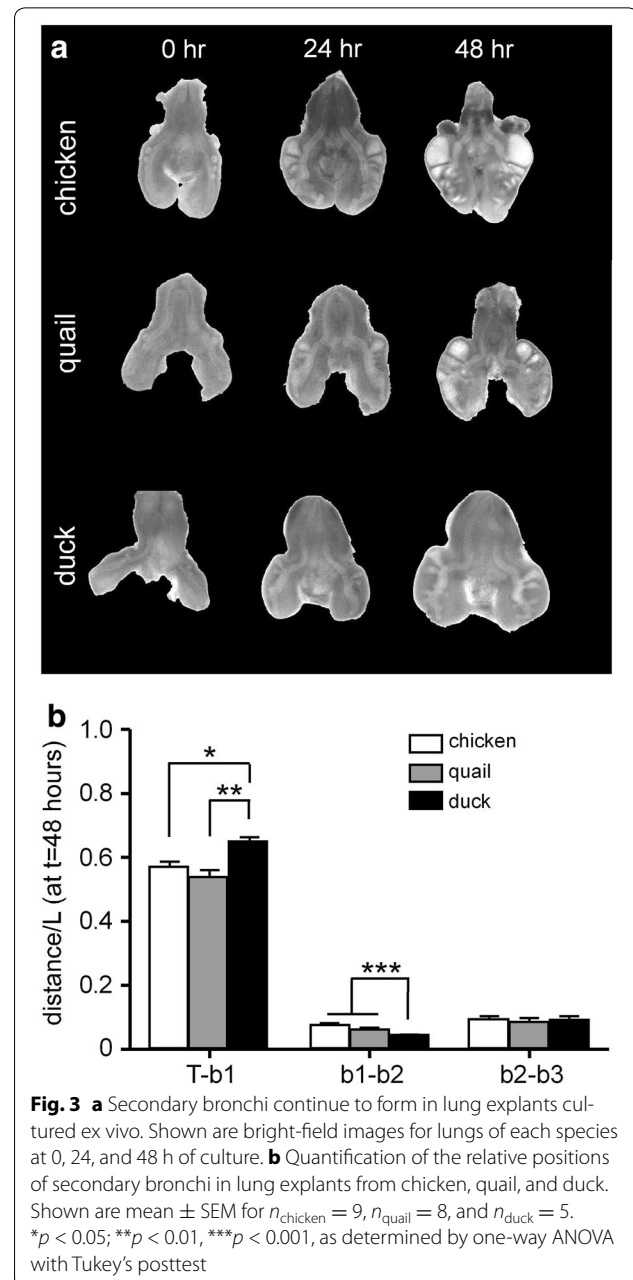 a
0 hr 24 hr 48 hr
chicken
quail
duck
b
distance/L (at t=48 hours)
1.0
0.8
0.6
0.4
0.2
0
*
**
***
chicken
quail
duck
T-b1 b1-b2 b2-b3
Fig. 3 a Secondary bronchi continue to form in lung explants cul-
tured ex vivo. Shown are bright-field images for lungs of each species
at 0, 24, and 48 h of culture. b Quantification of the relative positions
of secondary bronchi in lung explants from chicken, quail, and duck.
Shown are mean ± SEM for nchicken = 9, nquail = 8, and nduck = 5.
*p < 0.05; **p < 0.01, ***p < 0.001, as determined by one-way ANOVA
with Tukey's posttest